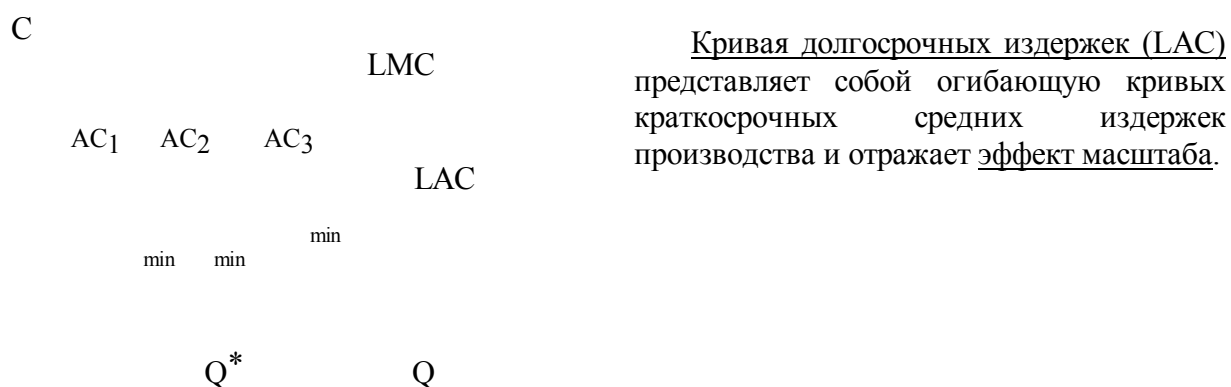 C
LMC
AC1 AC2 AC3
LAC
min
min min
Q* Q
Кривая долгосрочных издержек (LAC)
представляет собой огибающую кривых
краткосрочных средних издержек
производства и отражает эффект масштаба.